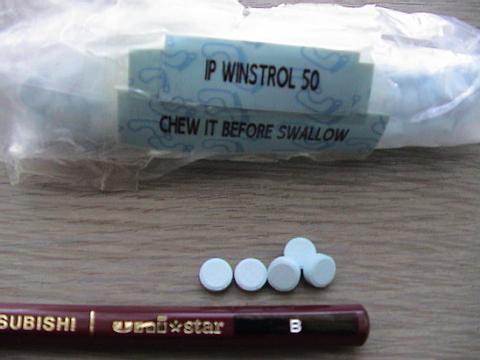 IP WINSTROL 50
CHEW IT BEFORE SWALLOW
SUBISHI uni☆star B